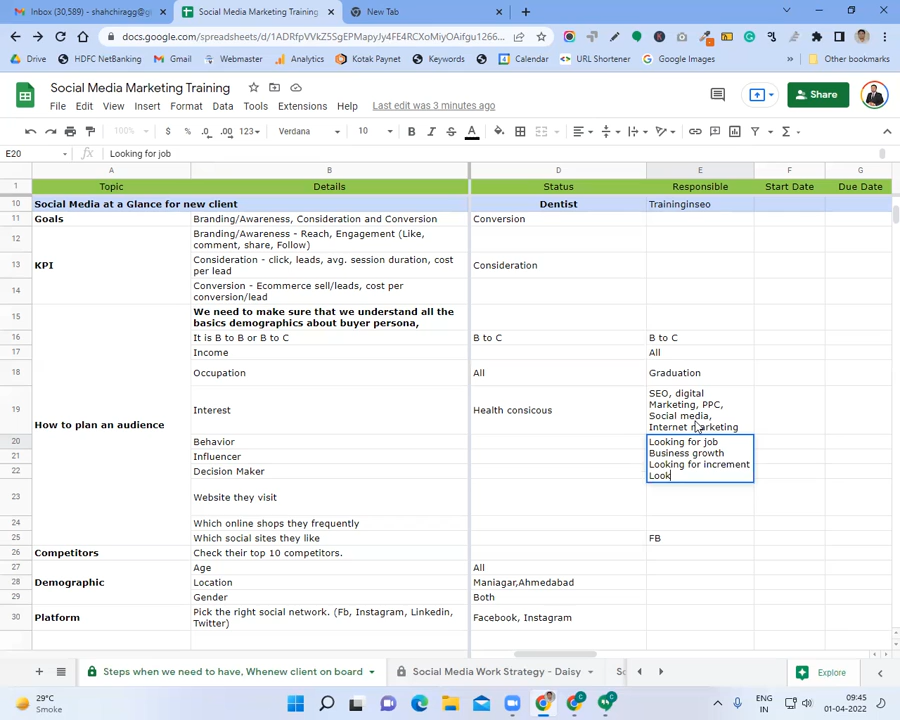 Inbox (30,589) - shahchiragg@g
Social Media Marketing Training
New Tab
docs.google.com/spreadsheets/d/1ADRfpVVkZ5SgEPMapyJy4FE4RCXoMiyOAifgu1266...
Drive
HDFC NetBanking
Gmail
Webmaster
Analytics
Kotak Paynet
Keywords
Calendar
URL Shortener
Google Images
»
Other bookmarks
Social Media Marketing Training
File Edit View Insert Format Data Tools Extensions Help Last edit was 3 minutes ago
Share
100% $ % .0 .00 123 Verdana 10 B I S A
E20 fx Looking for job
A B D E F G
1 Topic Details Status Responsible Start Date Due Date
10 Social Media at a Glance for new client Dentist Traininginseo
11 Goals Branding/Awareness, Consideration and Conversion Conversion
12 Branding/Awareness - Reach, Engagement (Like,
comment, share, Follow)
13 KPI Consideration - click, leads, avg. session duration, cost
per lead
Consideration
14 Conversion - Ecommerce sell/leads, cost per
conversion/lead
15 We need to make sure that we understand all the
basics demographics about buyer persona,
16 It is B to B or B to C B to C B to C
17 Income All
18 Occupation All Graduation
19 Interest Health consicous
SEO, digital
Marketing, PPC,
Social media,
Internet marketing
How to plan an audience
20 Behavior Looking for job
Business growth
Looking for increment
Look
21 Influencer
22 Decision Maker
23 Website they visit
24 Which online shops they frequently
25 Which social sites they like FB
26 Competitors Check their top 10 competitors.
27 Age All
28 Demographic Location Maniagar,Ahmedabad
29 Gender Both
30 Platform Pick the right social network. (Fb, Instagram, Linkedin,
Twitter)
Facebook, Instagram
Steps when we need to have, Whenew client on board
Social Media Work Strategy - Daisy
Explore
29°C
Smoke
ENG
IN
09:45
01-04-2022